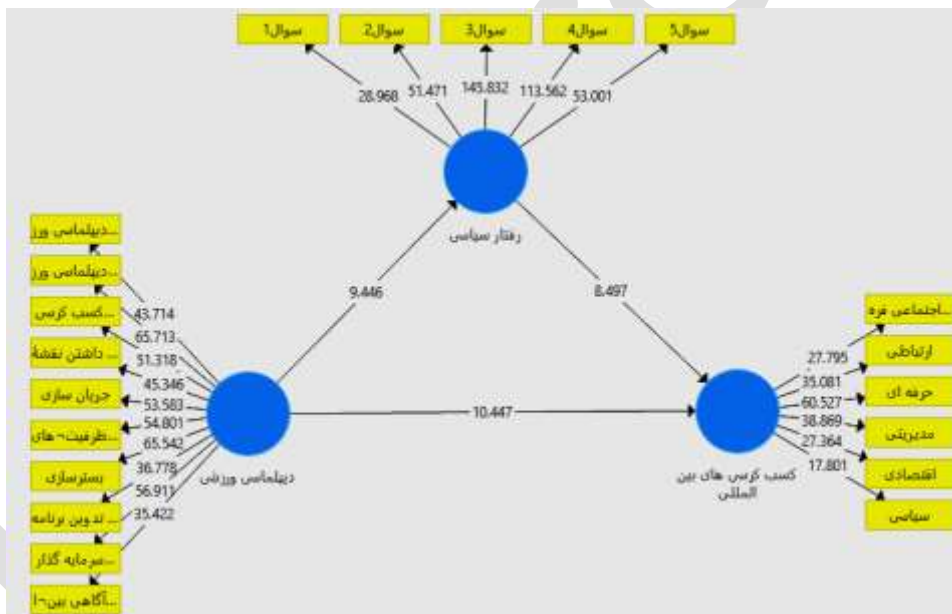 سوال1
سوال2
سوال3
سوال4
سوال5
28.968
51.471
145.832
113.562
53.001
رفتار سیاسی
9.446
8.497
10.447
دیپلماسی ورز...
دیپلماسی ورز...
کسب کرسی...
داشتن نقشهٔ ...
جریان سازی
ظرفیت¬ های...
بسترسازی
تدوین برنامه ...
سرمایه گذار...
آگاهی بین¬ا...
43.714
65.713
51.318
45.346
53.583
54.801
65.542
36.778
56.911
35.422
دیپلماسی ورزشی
27.795
35.081
60.527
38.869
27.364
17.801
کسب کرسی های بین
المللی
اجتماعی فره...
ارتباطی
حرفه ای
مدیریتی
اقتصادی
سیاسی